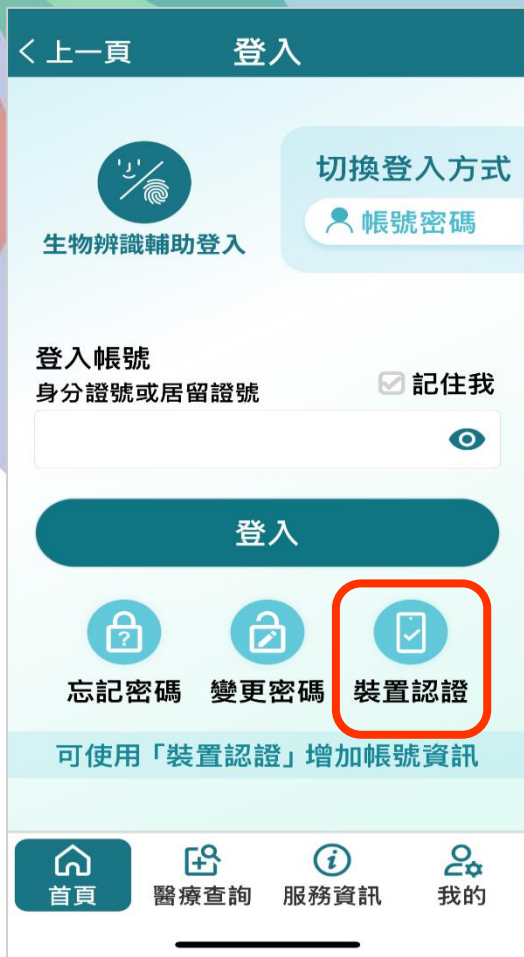 上一頁 登入
切換登入方式
帳號密碼
生物辨識輔助登入
登入帳號
身分證號或居留證號 記住我
登入
忘記密碼 變更密碼 裝置認證
可使用「裝置認證」增加帳號資訊
首頁 醫療查詢 服務資訊 我的